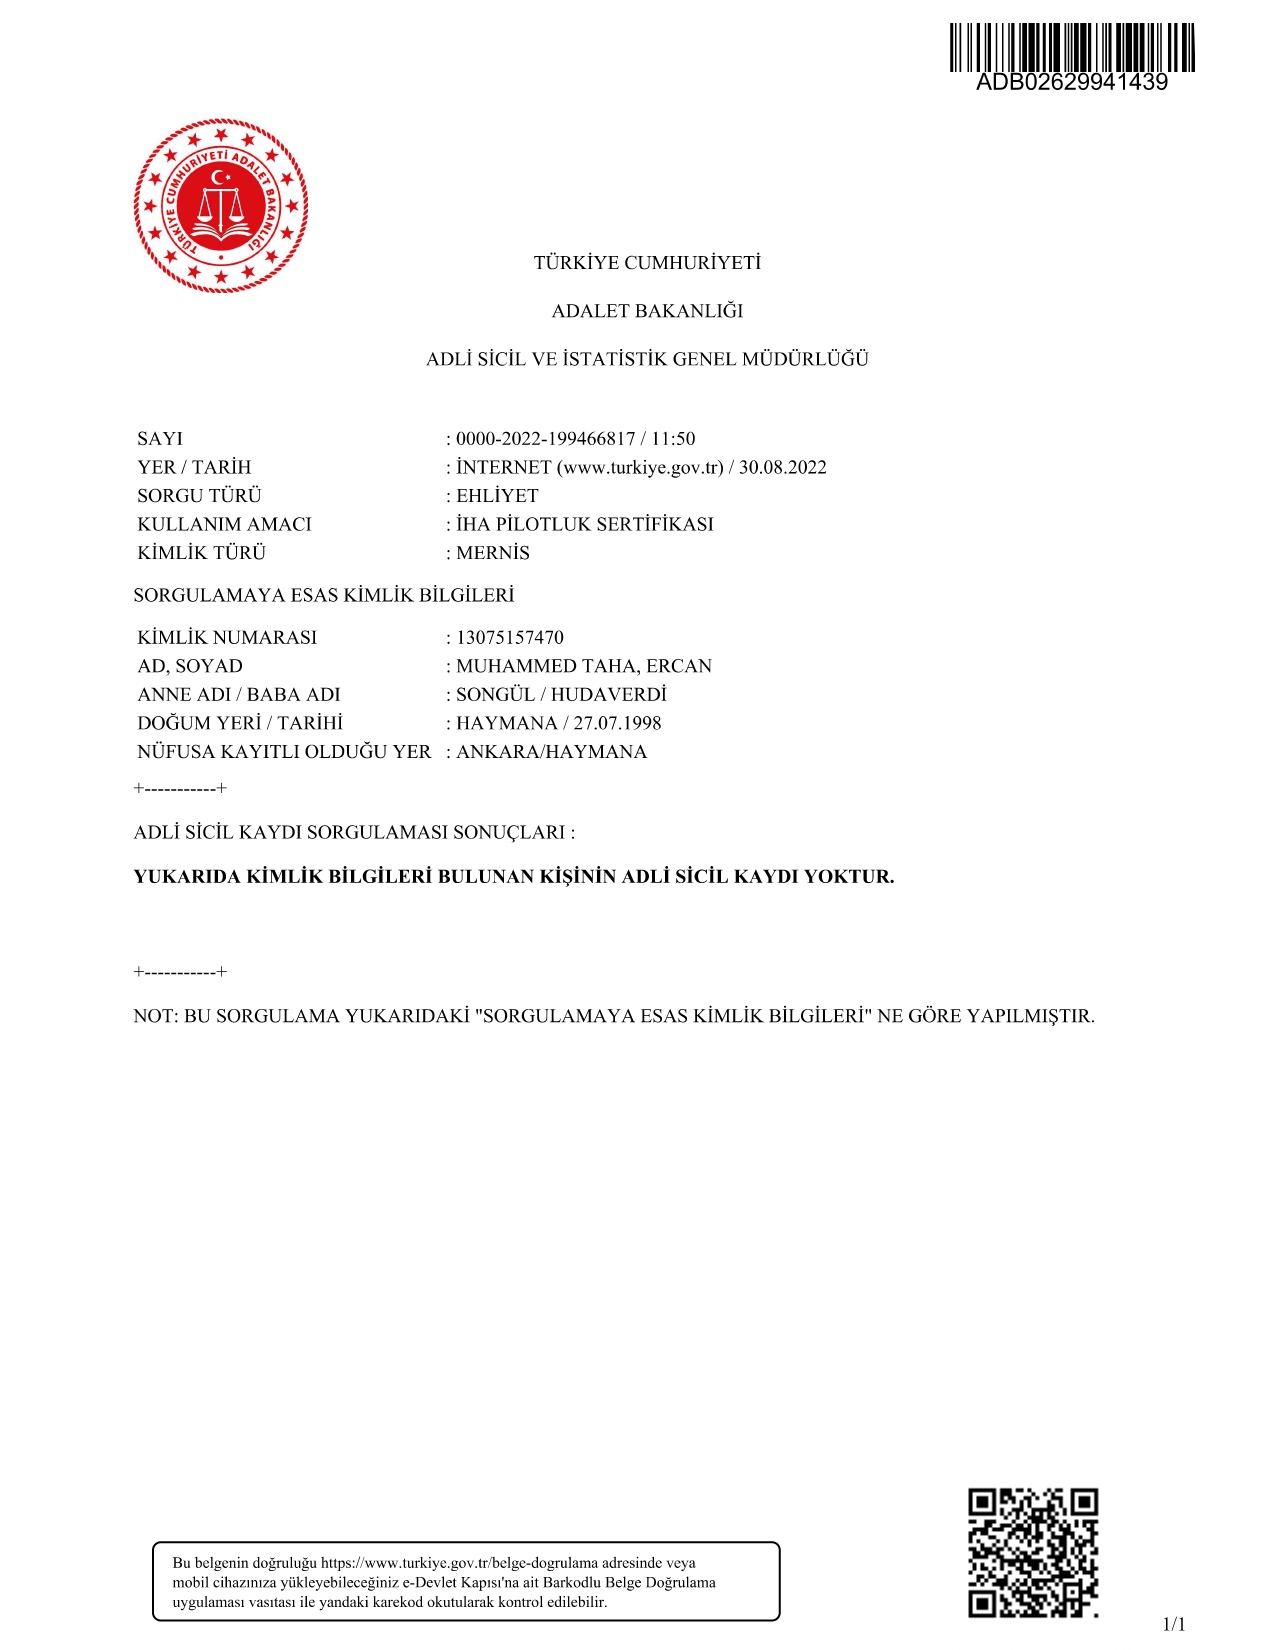 ADB02629941439
TÜRKİYE CUMHURİYETİ ADALET BAKANLIĞI
TÜRKİYE CUMHURİYETİ
ADALET BAKANLIĞI
ADLİ SİCİL VE İSTATİSTİK GENEL MÜDÜRLÜĞÜ
SAYI : 0000-2022-199466817 / 11:50
YER / TARİH : İNTERNET (www.turkiye.gov.tr) / 30.08.2022
SORGU TÜRÜ : EHLİYET
KULLANIM AMACI : İHA PİLOTLUK SERTİFİKASI
KİMLİK TÜRÜ : MERNİS
SORGULAMAYA ESAS KİMLİK BİLGİLERİ
KİMLİK NUMARASI : 13075157470
AD, SOYAD : MUHAMMED TAHA, ERCAN
ANNE ADI / BABA ADI : SONGÜL / HUDAVERDİ
DOĞUM YERİ / TARİHİ : HAYMANA / 27.07.1998
NÜFUSA KAYITLI OLDUĞU YER : ANKARA/HAYMANA
+-----------+
ADLİ SİCİL KAYDI SORGULAMASI SONUÇLARI :
YUKARIDA KİMLİK BİLGİLERİ BULUNAN KİŞİNİN ADLİ SİCİL KAYDI YOKTUR.
+-----------+
NOT: BU SORGULAMA YUKARIDAKİ "SORGULAMAYA ESAS KİMLİK BİLGİLERİ" NE GÖRE YAPILMIŞTIR.
Bu belgenin doğruluğu https://www.turkiye.gov.tr/belge-dogrulama adresinde veya
mobil cihazınıza yükleyebileceğiniz e-Devlet Kapısı'na ait Barkodlu Belge Doğrulama
uygulaması vasıtası ile yandaki karekod okutularak kontrol edilebilir.
1/1